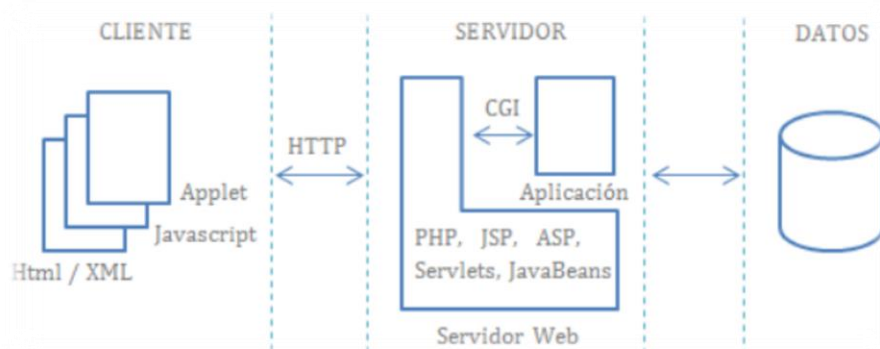 CLIENTE
SERVIDOR
DATOS
HTTP
CGI
Applet
Javascript
Html / XML
Aplicación
PHP, JSP, ASP,
Servlets, JavaBeans
Servidor Web